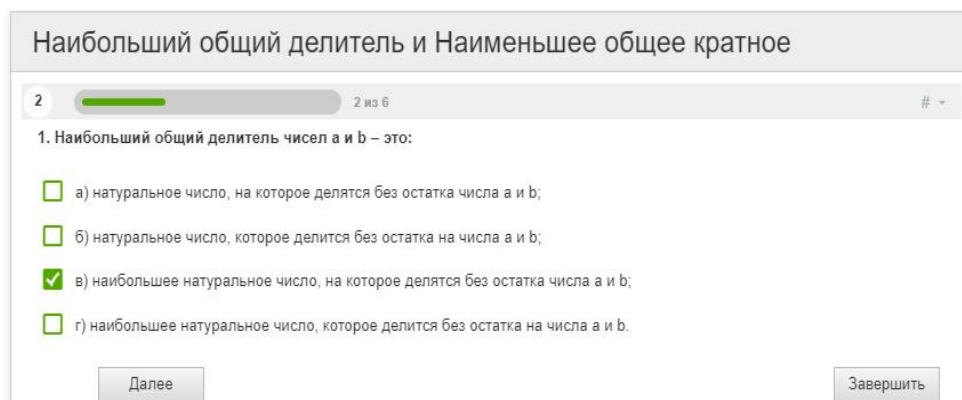 Наибольший общий делитель и Наименьшее общее кратное
2 2 из 6 #
1. Наибольший общий делитель чисел a и b – это:
а) натуральное число, на которое делятся без остатка числа a и b;
б) натуральное число, которое делится без остатка на числа a и b;
в) наибольшее натуральное число, на которое делятся без остатка числа a и b;
г) наибольшее натуральное число, которое делится без остатка на числа a и b.
Далее Завершить